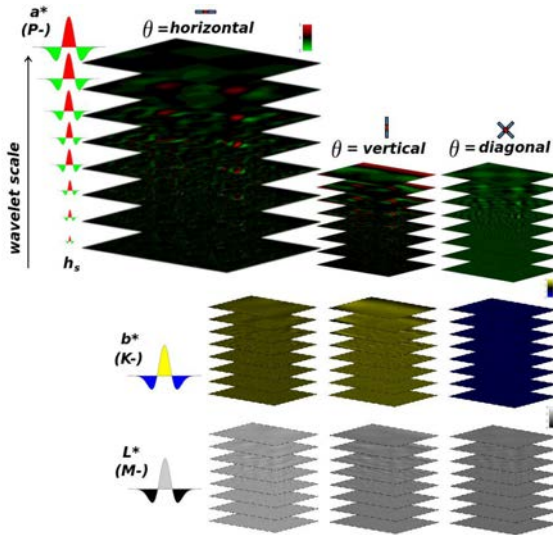 a*
(P-)
θ = horizontal
wavelet scale
h_s
θ = vertical
θ = diagonal
b*
(K-)
L*
(M-)